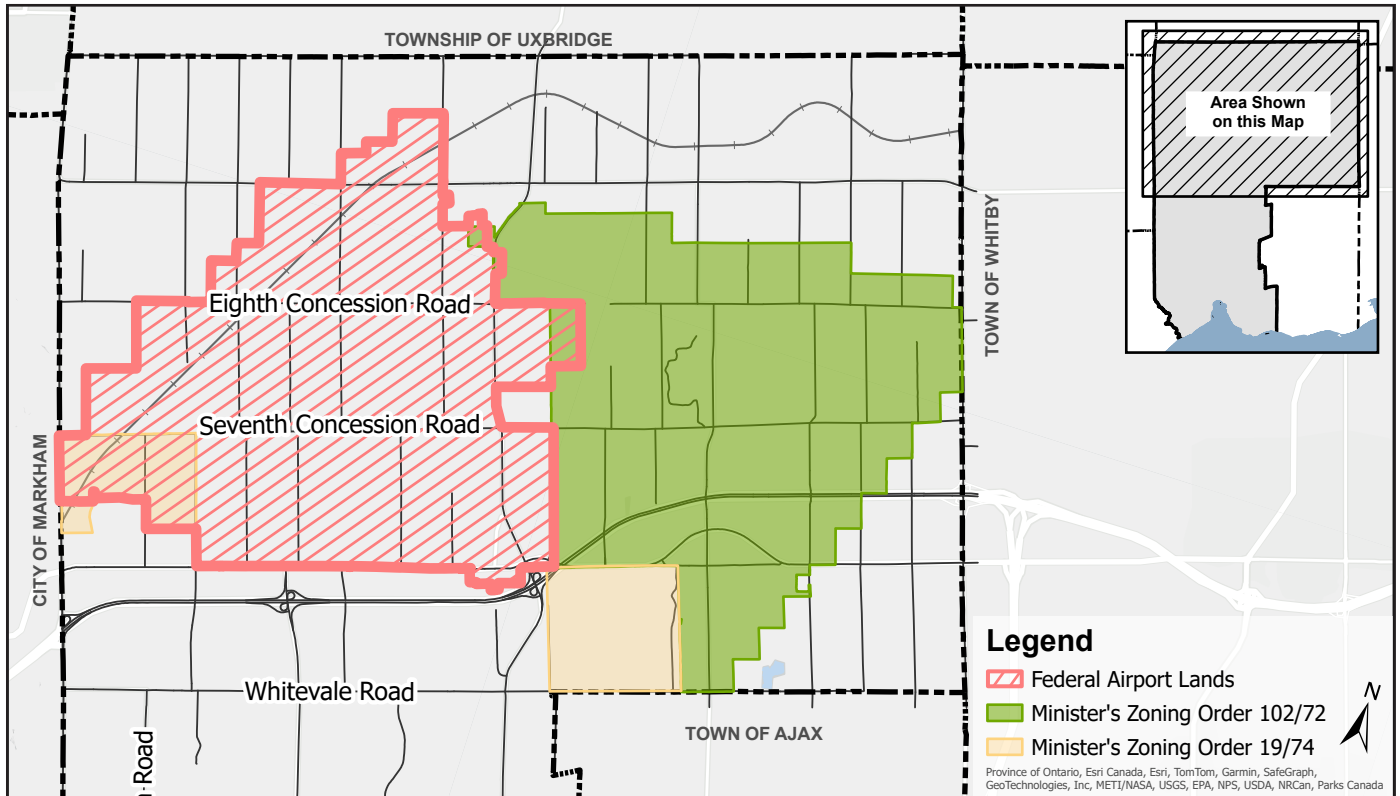 TOWNSHIP OF UXBRIDGE
Area Shown
on this Map
TOWN OF WHITBY
Eighth Concession Road
Seventh Concession Road
CITY OF MARKHAM
Whitevale Road
Road
TOWN OF AJAX
Legend
Federal Airport Lands
Minister's Zoning Order 102/72
Minister's Zoning Order 19/74
N
Province of Ontario, Esri Canada, Esri, TomTom, Garmin, SafeGraph,
GeoTechnologies, Inc, METI/NASA, USGS, EPA, NPS, USDA, NRCan, Parks Canada